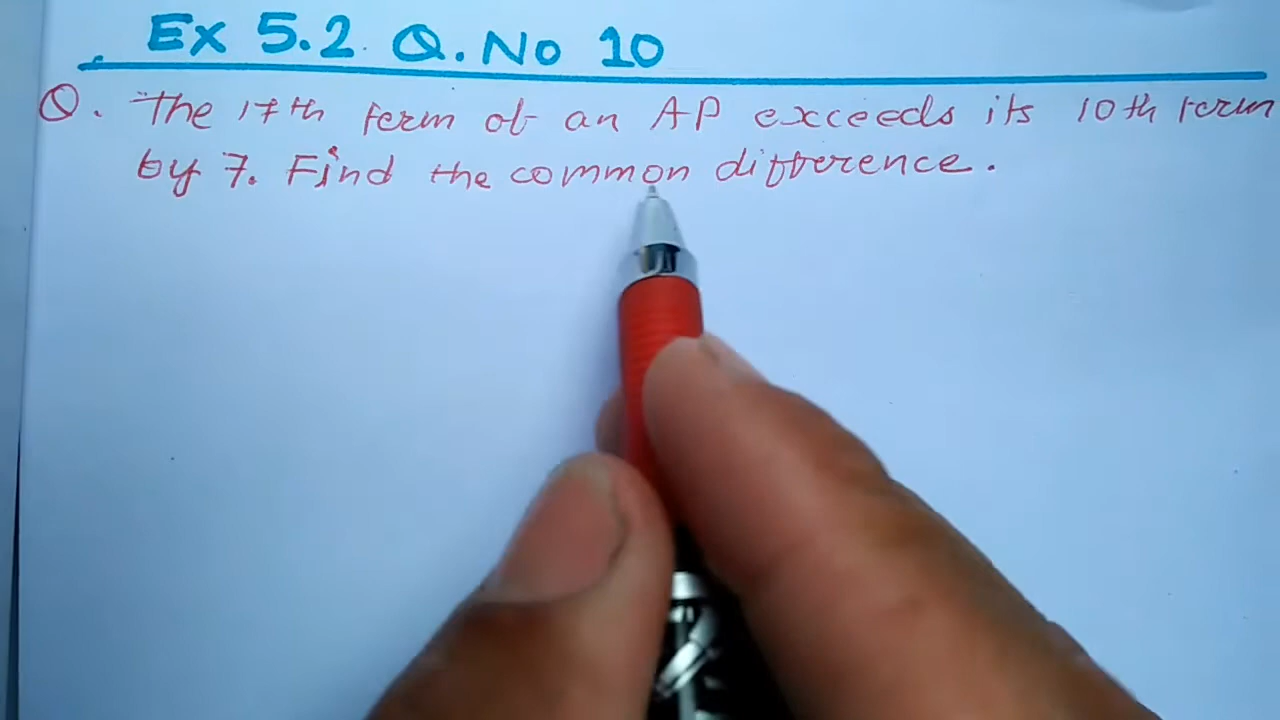 Ex 5.2 Q. No 10
Q. The 17th term of an AP exceeds its 10th term
by 7. Find the common difference.